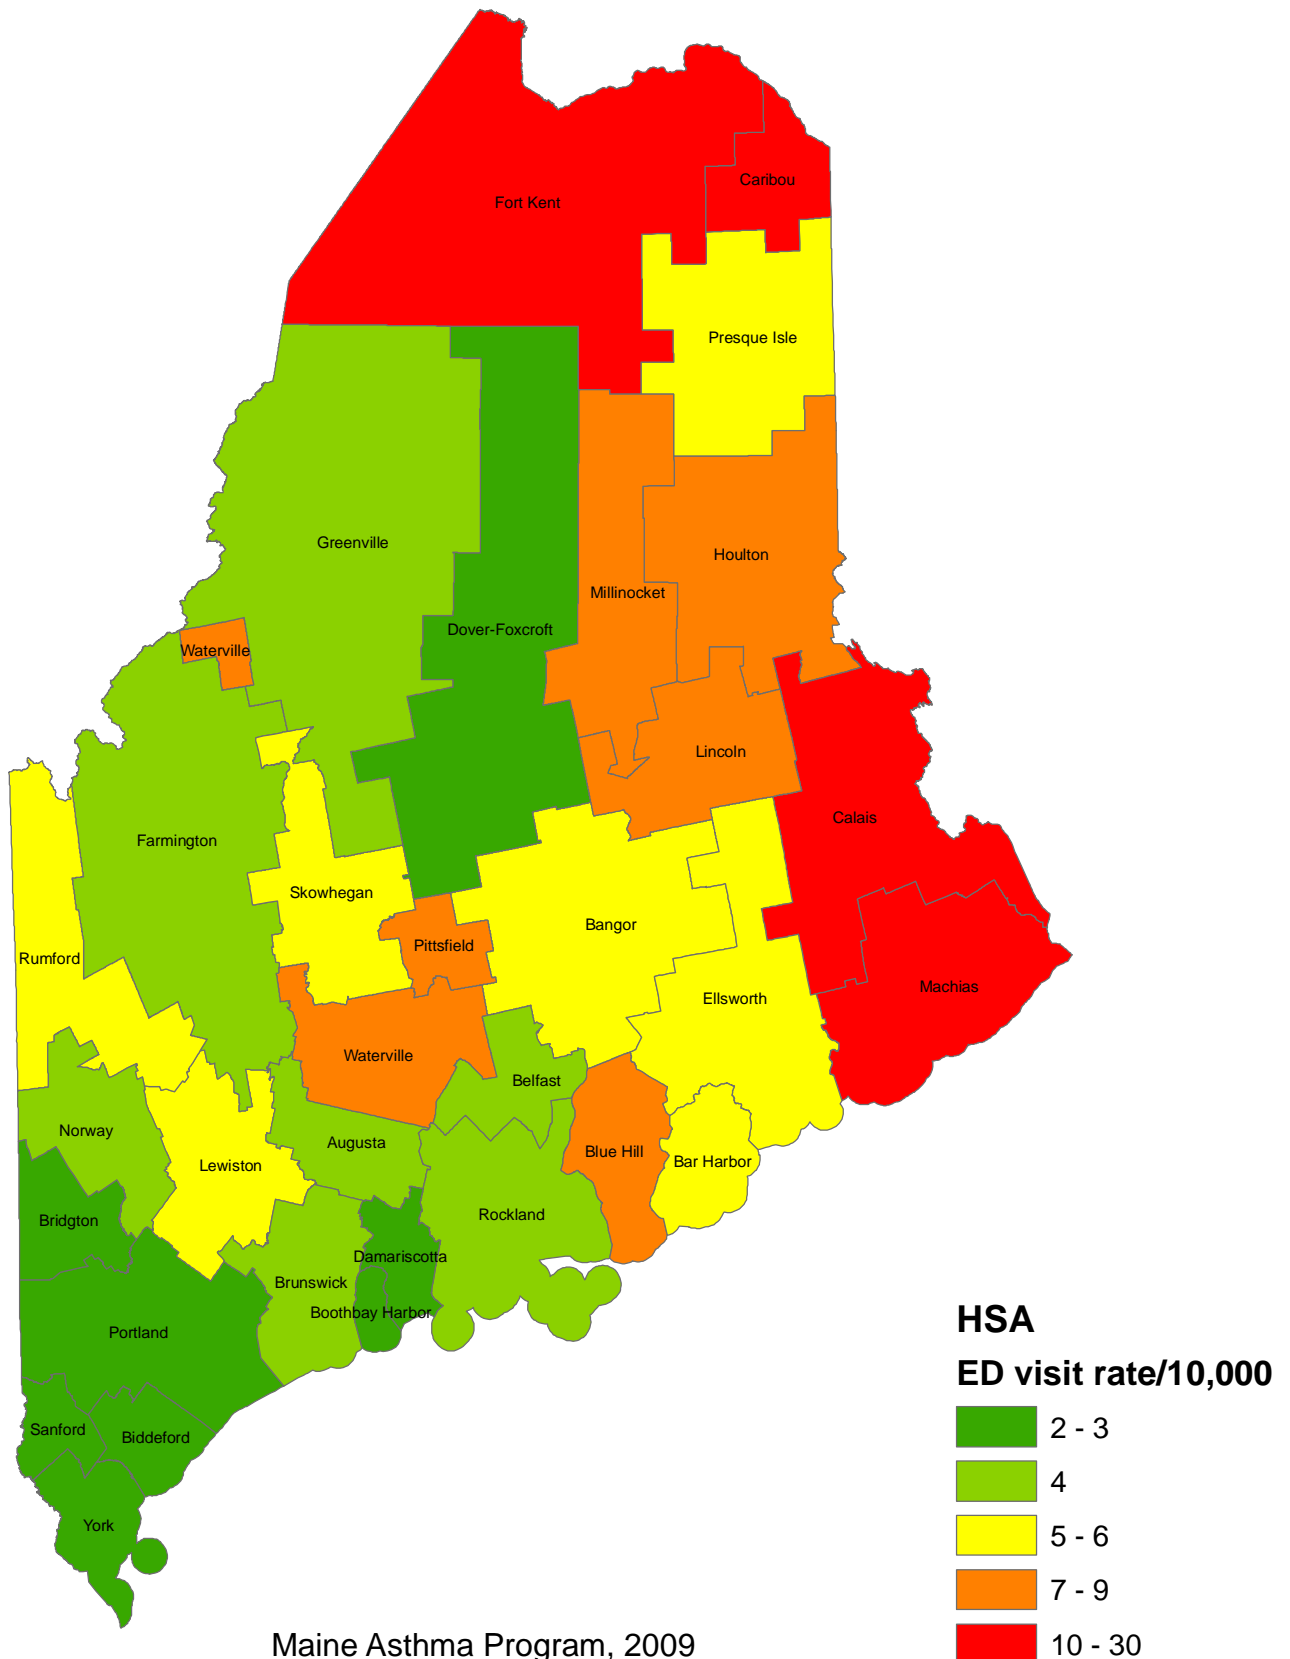 Caribou
Fort Kent
Presque Isle
Greenville
Houlton
Millinocket
Dover-Foxcroft
Waterville
Lincoln
Calais
Farmington
Skowhegan
Bangor
Pittsfield
Rumford
Machias
Ellsworth
Waterville
Belfast
Norway
Augusta
Blue Hill
Bar Harbor
Lewiston
Rockland
Bridgton
Damariscotta
Brunswick
Boothbay Harbor
Portland
Sanford
Biddeford
York
HSA
ED visit rate/10,000
2 - 3
4
5 - 6
7 - 9
10 - 30
Maine Asthma Program, 2009